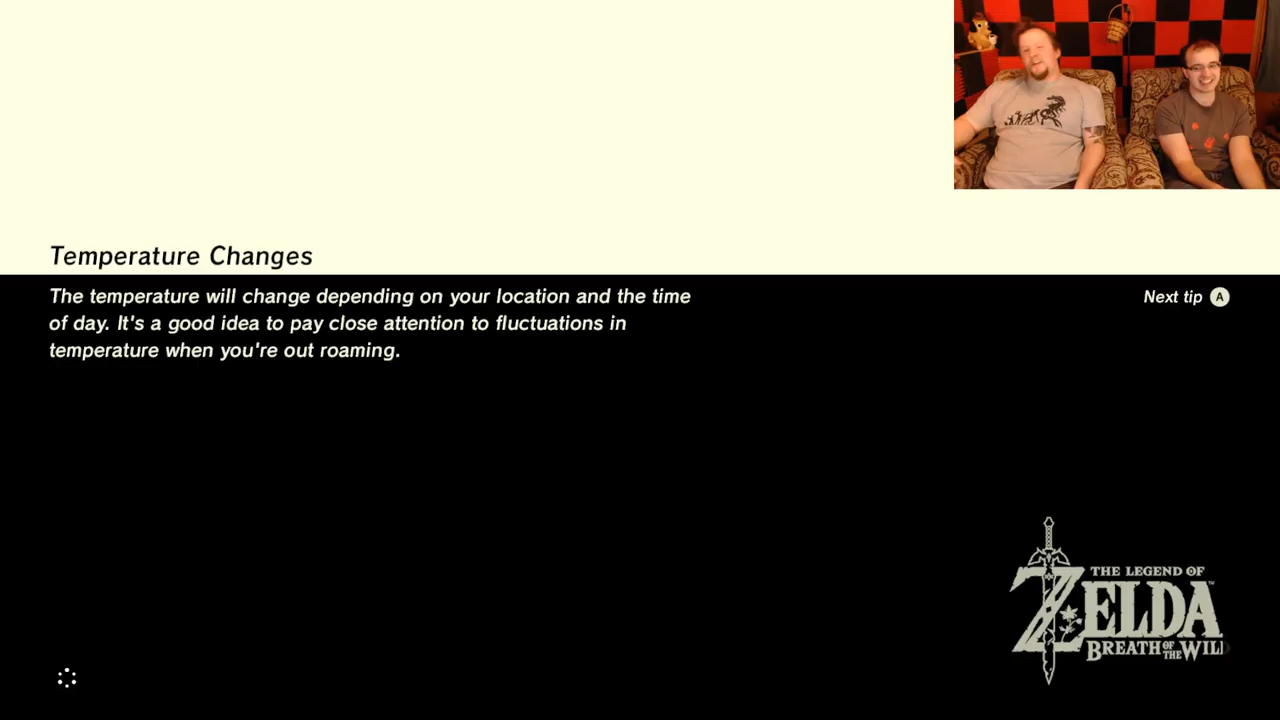 Temperature Changes
The temperature will change depending on your location and the time
of day. It's a good idea to pay close attention to fluctuations in
temperature when you're out roaming.
Next tip A
THE LEGEND OF
ZELDA
BREATH OF THE WILD